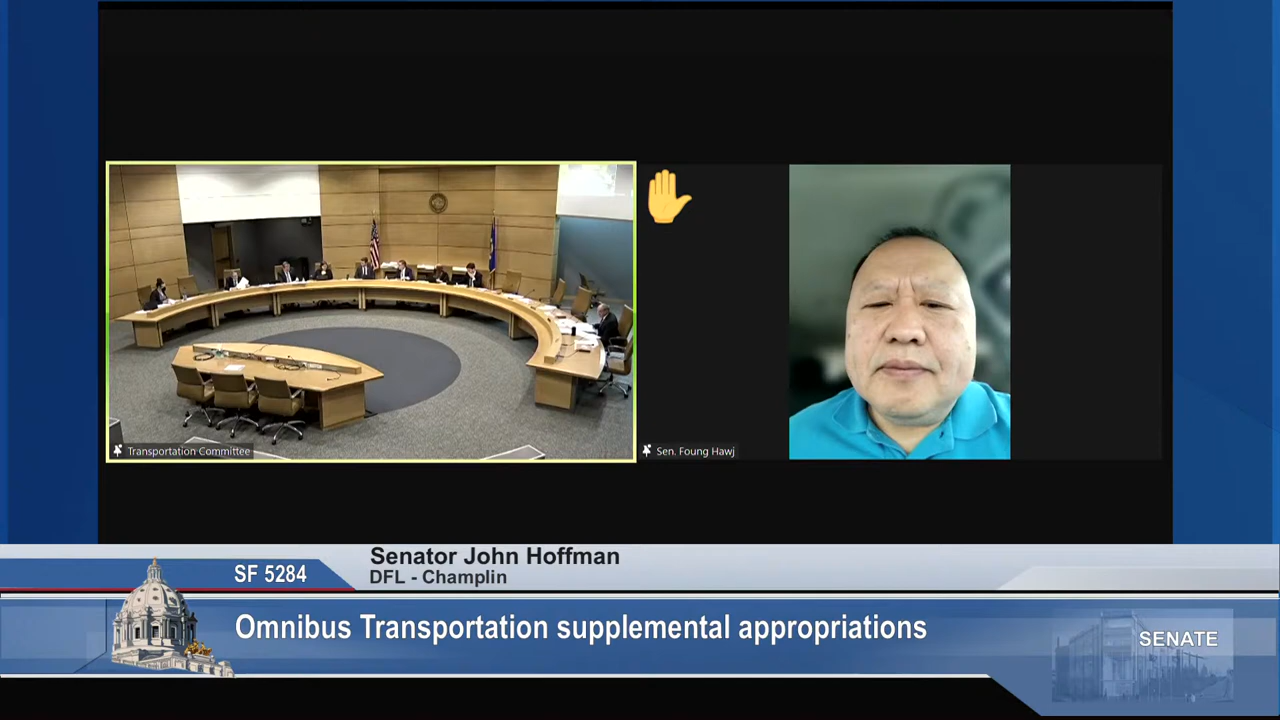 Transportation Committee
Sen. Foung Hawj
Senator John Hoffman
DFL - Champlin
SF 5284
Omnibus Transportation supplemental appropriations
SENATE